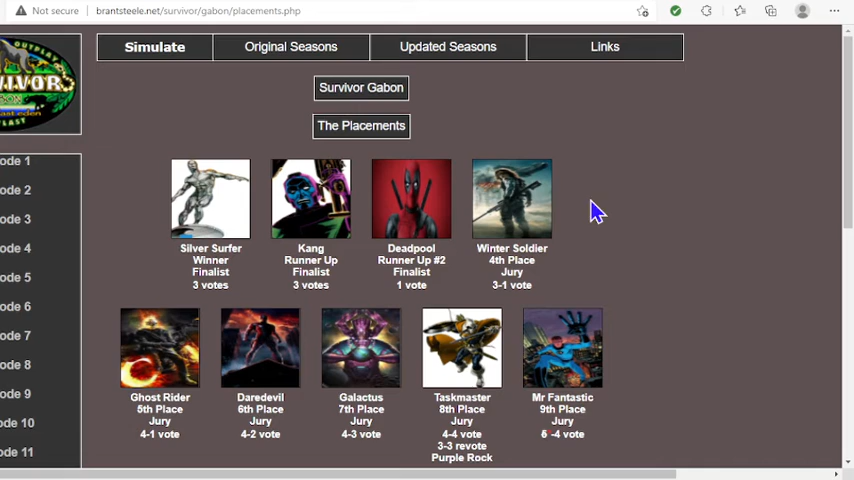 Not secure | brantsteele.net/survivor/gabon/placements.php
OUTPLAY
VIVOR
east eden
LAST
Simulate
Original Seasons
Updated Seasons
Links
Survivor Gabon
The Placements
ode 1
ode 2
ode 3
ode 4
ode 5
ode 6
ode 7
ode 8
ode 9
ode 10
ode 11
Silver Surfer
Winner
Finalist
3 votes
Kang
Runner Up
Finalist
3 votes
Deadpool
Runner Up #2
Finalist
1 vote
Winter Soldier
4th Place
Jury
3-1 vote
Ghost Rider
5th Place
Jury
4-1 vote
Daredevil
6th Place
Jury
4-2 vote
Galactus
7th Place
Jury
4-3 vote
Taskmaster
8th Place
Jury
4-4 vote
3-3 revote
Purple Rock
Mr Fantastic
9th Place
Jury
-4 vote